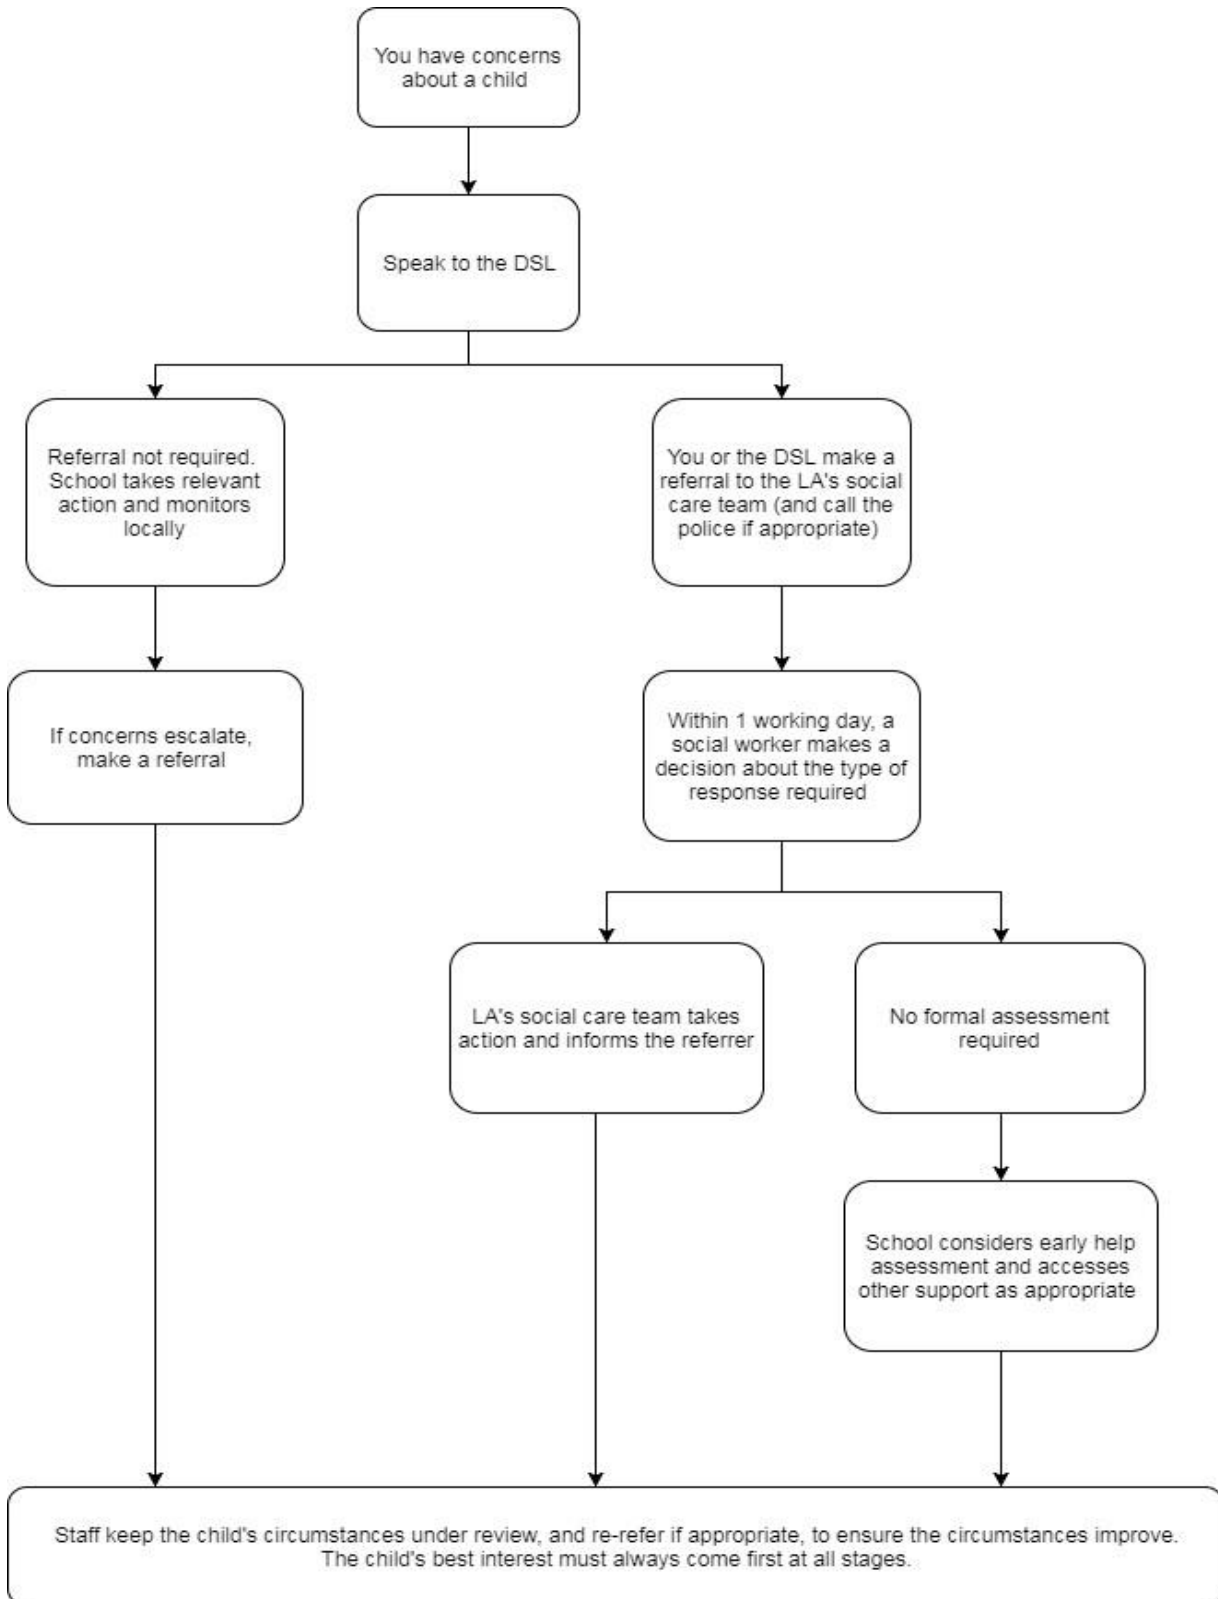 You have concerns
about a child
Speak to the DSL
Referral not required.
School takes relevant
action and monitors
locally
You or the DSL make a
referral to the LA's social
care team (and call the
police if appropriate)
If concerns escalate,
make a referral
Within 1 working day, a
social worker makes a
decision about the type of
response required
LA's social care team takes
action and informs the referrer
No formal assessment
required
School considers early help
assessment and accesses
other support as appropriate
Staff keep the child's circumstances under review, and re-refer if appropriate, to ensure the circumstances improve.
The child's best interest must always come first at all stages.